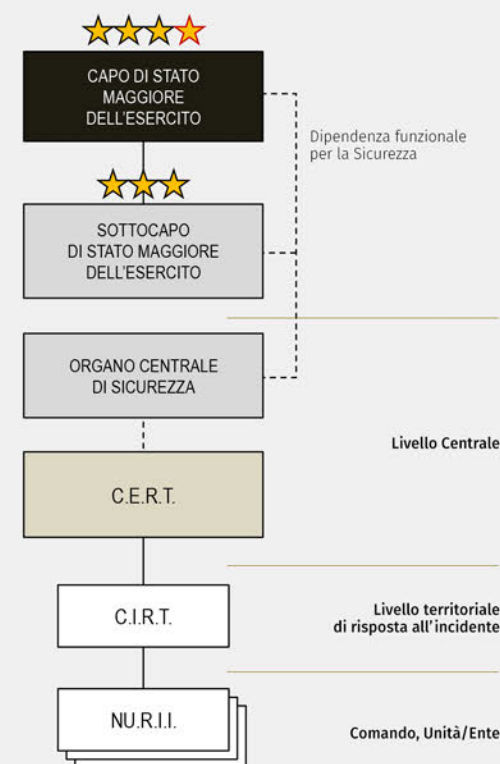 CAPO DI STATO
MAGGIORE
DELL'ESERCITO
Dipendenza funzionale
per la Sicurezza
SOTTOCAPO
DI STATO MAGGIORE
DELL'ESERCITO
ORGANO CENTRALE
DI SICUREZZA
Livello Centrale
C.E.R.T.
C.I.R.T.
Livello territoriale
di risposta all'incidente
NU.R.I.I.
Comando, Unità/Ente